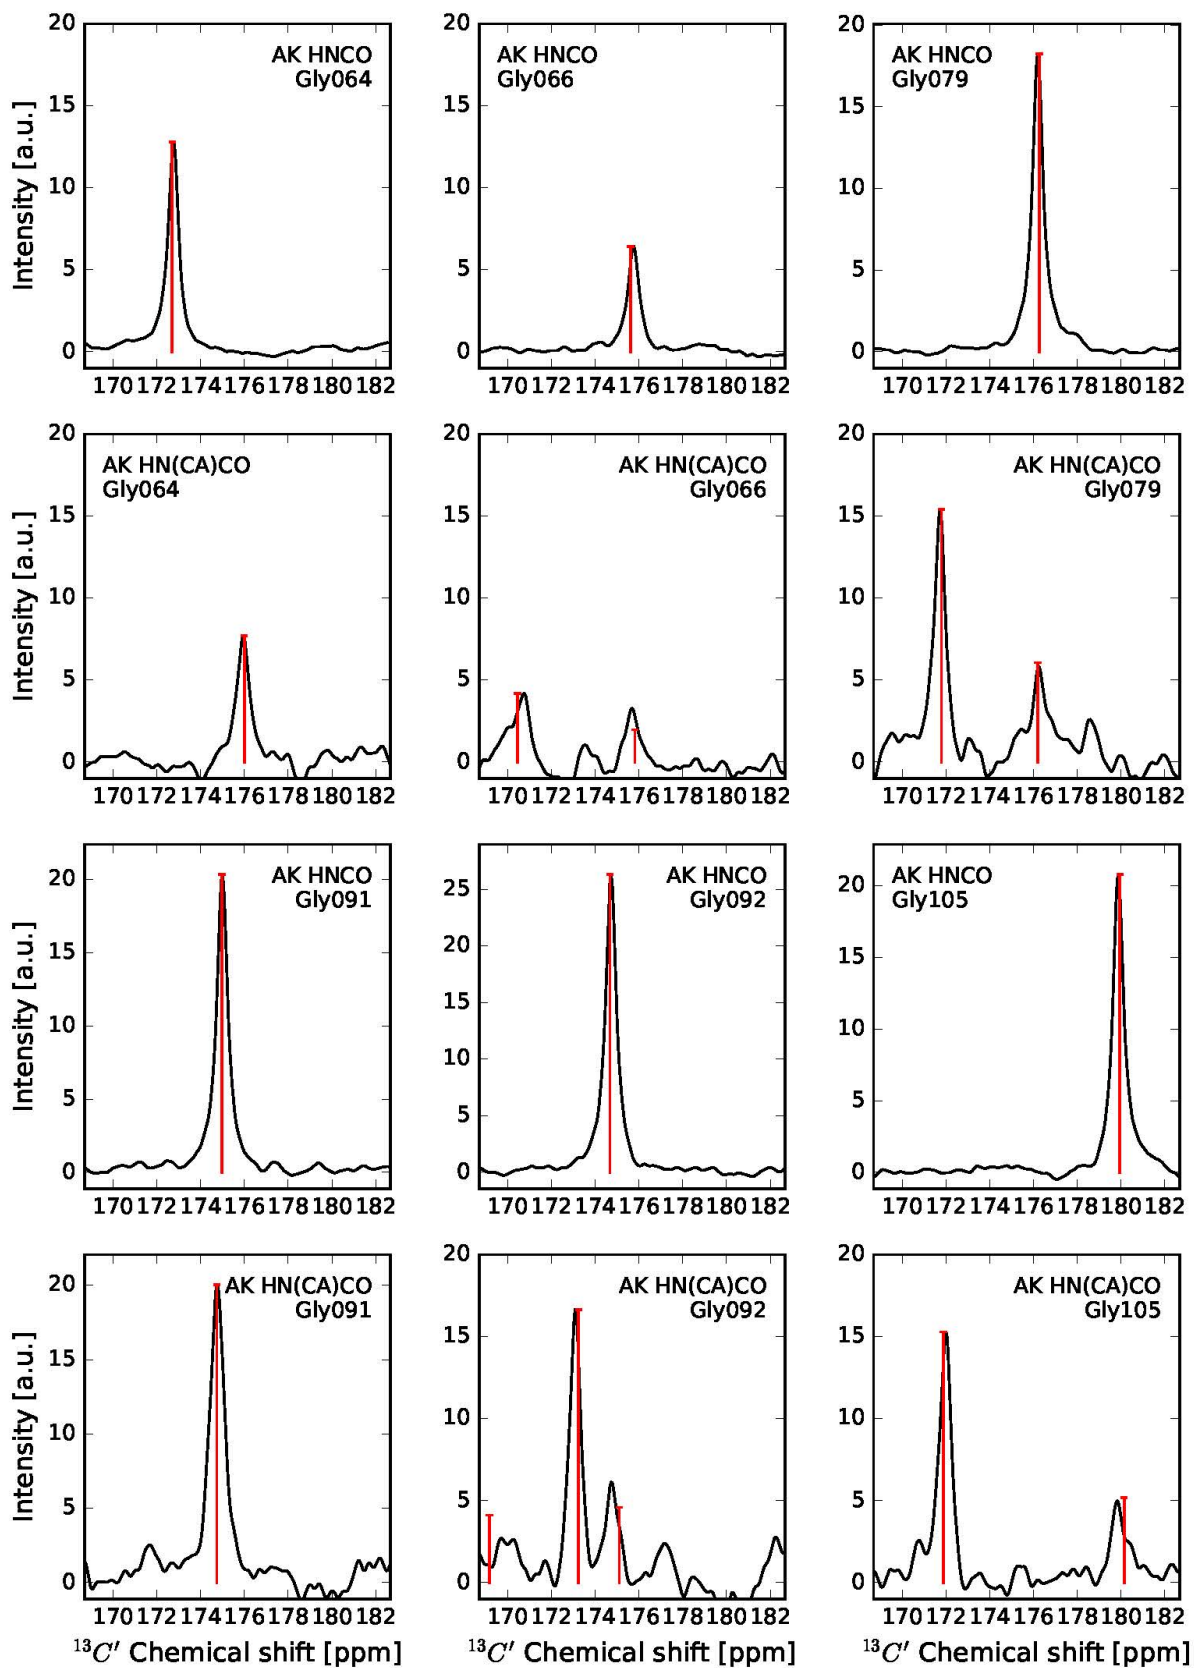 20
15
10
5
0
Intensity [a.u.]
AK HNCO
Gly064
170 172 174 176 178 180 182
20
15
10
5
0
AK HNCO
Gly066
170 172 174 176 178 180 182
20
15
10
5
0
AK HNCO
Gly079
170 172 174 176 178 180 182
20
15
10
5
0
Intensity [a.u.]
AK HN(CA)CO
Gly064
170 172 174 176 178 180 182
20
15
10
5
0
AK HN(CA)CO
Gly066
170 172 174 176 178 180 182
20
15
10
5
0
AK HN(CA)CO
Gly079
170 172 174 176 178 180 182
20
15
10
5
0
Intensity [a.u.]
AK HNCO
Gly091
170 172 174 176 178 180 182
25
20
15
10
5
0
AK HNCO
Gly092
170 172 174 176 178 180 182
20
15
10
5
0
AK HNCO
Gly105
170 172 174 176 178 180 182
20
15
10
5
0
Intensity [a.u.]
AK HN(CA)CO
Gly091
170 172 174 176 178 180 182
¹³C′ Chemical shift [ppm]
20
15
10
5
0
AK HN(CA)CO
Gly092
170 172 174 176 178 180 182
¹³C′ Chemical shift [ppm]
20
15
10
5
0
AK HN(CA)CO
Gly105
170 172 174 176 178 180 182
¹³C′ Chemical shift [ppm]